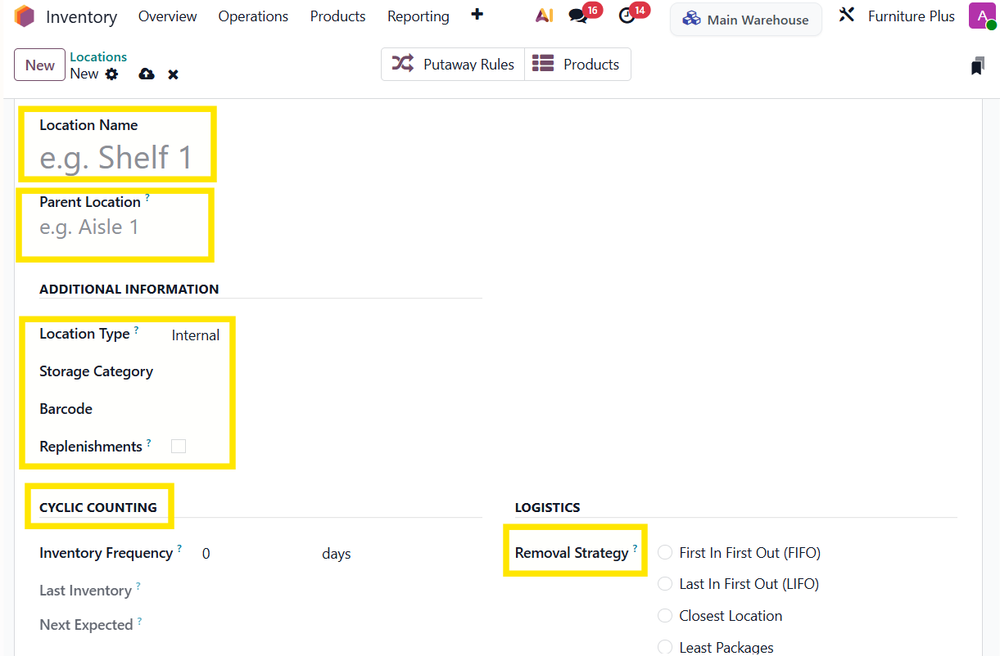 Inventory Overview Operations Products Reporting + AI 16 14 Main Warehouse Furniture Plus A
New Locations
New
Putaway Rules Products
Location Name
e.g. Shelf 1
Parent Location ?
e.g. Aisle 1
ADDITIONAL INFORMATION
Location Type ? Internal
Storage Category
Barcode
Replenishments ?
CYCLIC COUNTING
Inventory Frequency ? 0 days
Last Inventory ?
Next Expected ?
LOGISTICS
Removal Strategy ? First In First Out (FIFO)
Last In First Out (LIFO)
Closest Location
Least Packages